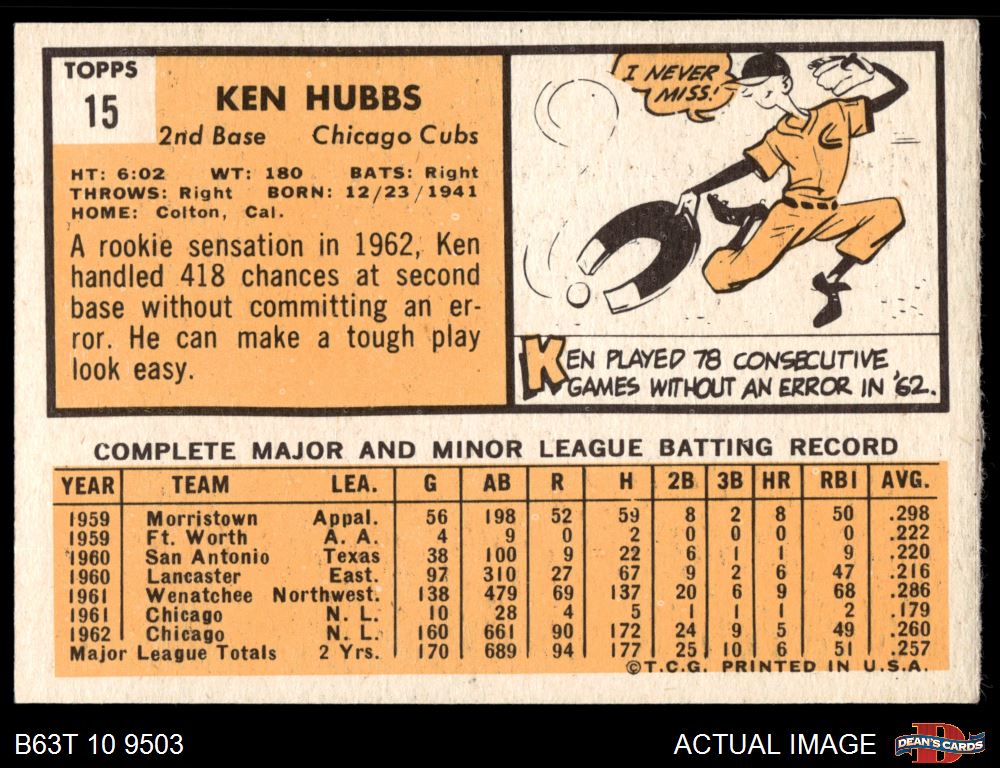 TOPPS
15
KEN HUBBS
2nd Base Chicago Cubs
HT: 6:02 WT: 180 BATS: Right
THROWS: Right BORN: 12/23/1941
HOME: Colton, Cal.
A rookie sensation in 1962, Ken
handled 418 chances at second
base without committing an er-
ror. He can make a tough play
look easy.
I NEVER
MISS!
C
KEN PLAYED 78 CONSECUTIVE
GAMES WITHOUT AN ERROR IN '62.
COMPLETE MAJOR AND MINOR LEAGUE BATTING RECORD
YEAR TEAM LEA. G AB R H 2B 3B HR RBI AVG.
1959 Morristown Appal. 56 198 52 59 8 2 8 50 .298
1959 Ft. Worth A. A. 4 9 0 2 0 0 0 0 .222
1960 San Antonio Texas 38 100 9 22 6 1 1 9 .220
1960 Lancaster East. 97 310 27 67 9 2 6 47 .216
1961 Wenatchee Northwest. 138 479 69 137 20 6 9 68 .286
1961 Chicago N. L. 10 28 4 5 1 1 1 2 .179
1962 Chicago N. L. 160 661 90 172 24 9 5 49 .260
Major League Totals 2 Yrs. 170 689 94 177 25 10 6 51 .257
©T.C.G. PRINTED IN U.S.A.
B63T 10 9503
ACTUAL IMAGE
D
DEAN'S CARDS